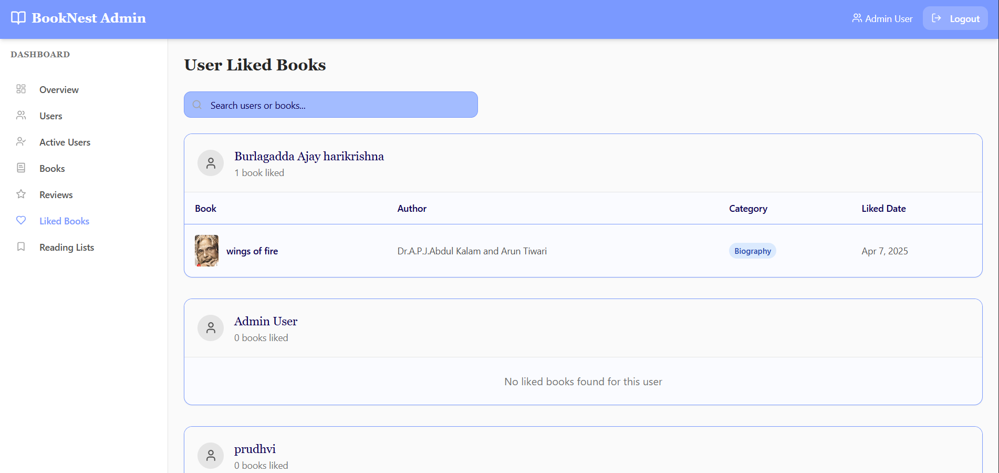 BookNest Admin
Admin User
Logout
DASHBOARD
Overview
Users
Active Users
Books
Reviews
Liked Books
Reading Lists
User Liked Books
Search users or books...
Burlagadda Ajay harikrishna
1 book liked
Book Author Category Liked Date
wings of fire Dr.A.P.J.Abdul Kalam and Arun Tiwari Biography Apr 7, 2025
Admin User
0 books liked
No liked books found for this user
prudhvi
0 books liked